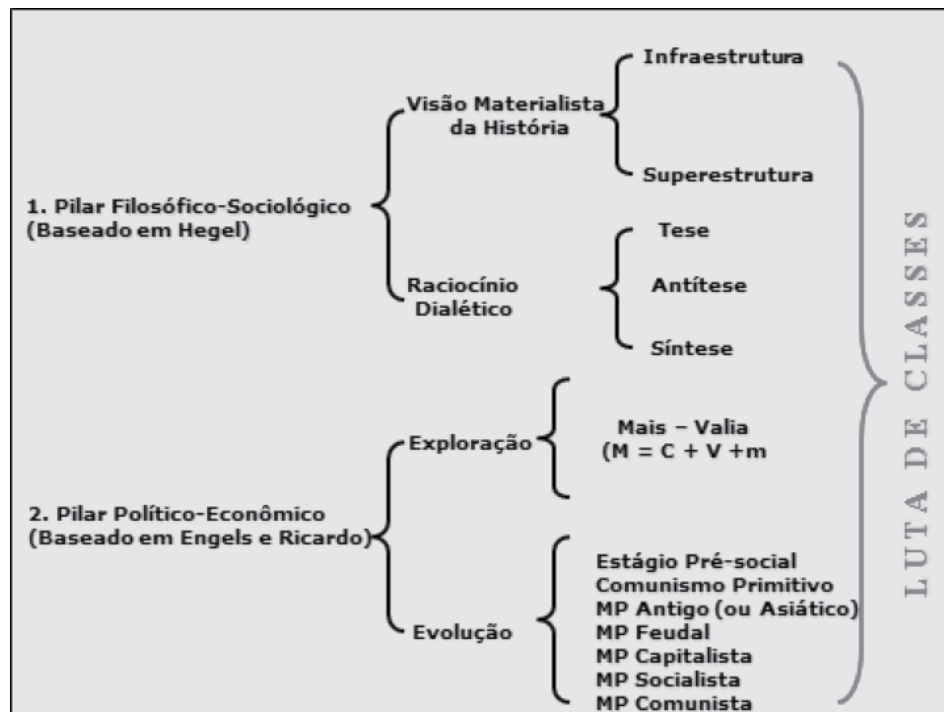 1. Pilar Filosófico-Sociológico
(Baseado em Hegel)
Visão Materialista
da História
Infraestrutura
Superestrutura
Raciocínio
Dialético
Tese
Antítese
Síntese
2. Pilar Político-Econômico
(Baseado em Engels e Ricardo)
Exploração
Mais – Valia
(M = C + V +m
Evolução
Estágio Pré-social
Comunismo Primitivo
MP Antigo (ou Asiático)
MP Feudal
MP Capitalista
MP Socialista
MP Comunista
LUTA DE CLASSES